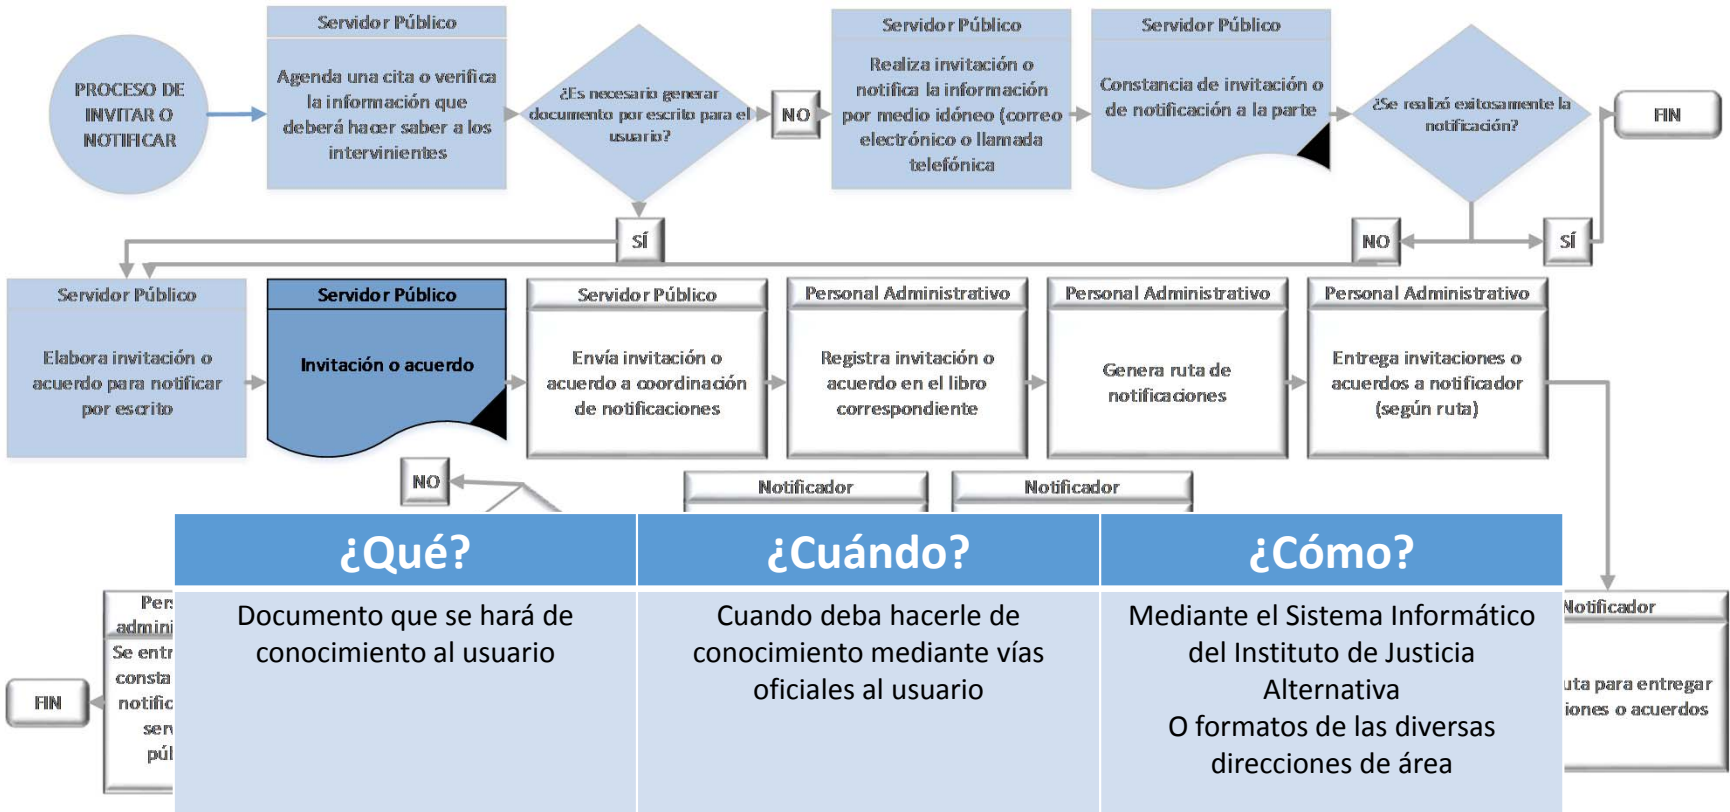 PROCESO DE
INVITAR O
NOTIFICAR
Servidor Público
Agenda una cita o verifica
la información que
deberá hacer saber a los
intervinientes
¿Es necesario generar
documento por escrito para el
usuario?
NO
Servidor Público
Realiza invitación o
notifica la información
por medio idóneo (correo
electrónico o llamada
telefónica
Servidor Público
Constancia de invitación o
de notificación a la parte
¿Se realizó exitosamente la
notificación?
FIN
SÍ
NO
SÍ
Servidor Público
Elabora invitación o
acuerdo para notificar
por escrito
Servidor Público
Invitación o acuerdo
Servidor Público
Envía invitación o
acuerdo a coordinación
de notificaciones
Personal Administrativo
Registra invitación o
acuerdo en el libro
correspondiente
Personal Administrativo
Genera ruta de
notificaciones
Personal Administrativo
Entrega invitaciones o
acuerdos a notificador
(según ruta)
NO
Notificador
Notificador
¿Qué?
¿Cuándo?
¿Cómo?
Documento que se hará de
conocimiento al usuario
Cuando deba hacerle de
conocimiento mediante vías
oficiales al usuario
Mediante el Sistema Informático
del Instituto de Justicia
Alternativa
O formatos de las diversas
direcciones de área
FIN
Se
Notificador
para entregar
o acuerdos